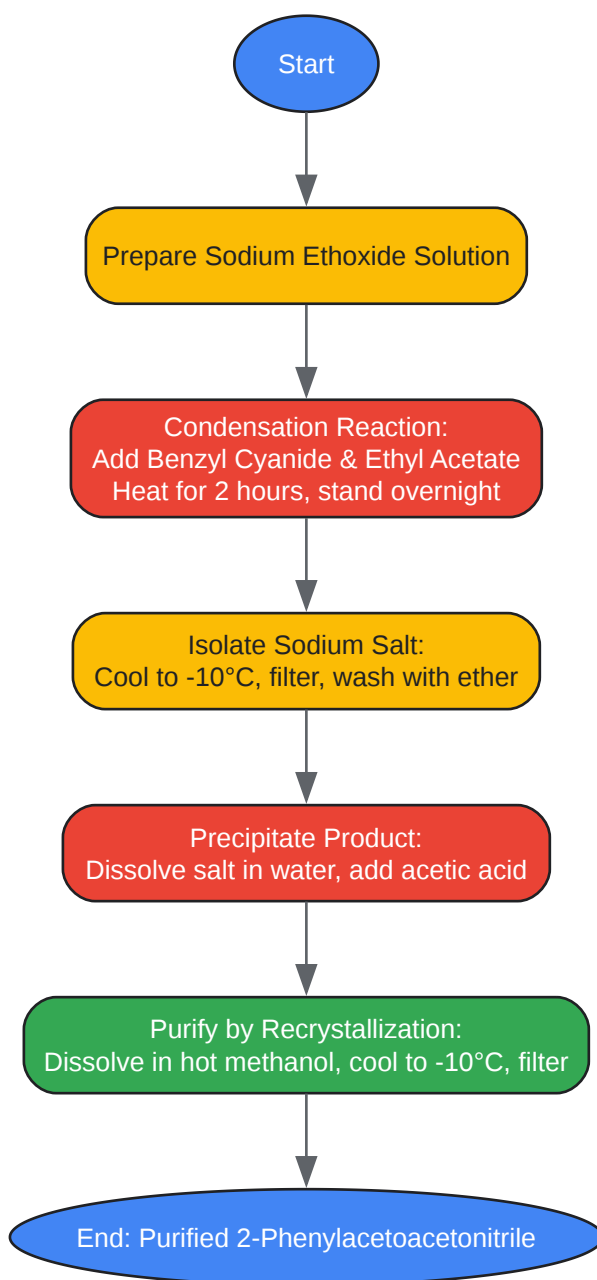 Start
Prepare Sodium Ethoxide Solution
Condensation Reaction:
Add Benzyl Cyanide & Ethyl Acetate
Heat for 2 hours, stand overnight
Isolate Sodium Salt:
Cool to -10°C, filter, wash with ether
Precipitate Product:
Dissolve salt in water, add acetic acid
Purify by Recrystallization:
Dissolve in hot methanol, cool to -10°C, filter
End: Purified 2-Phenylacetoacetonitrile